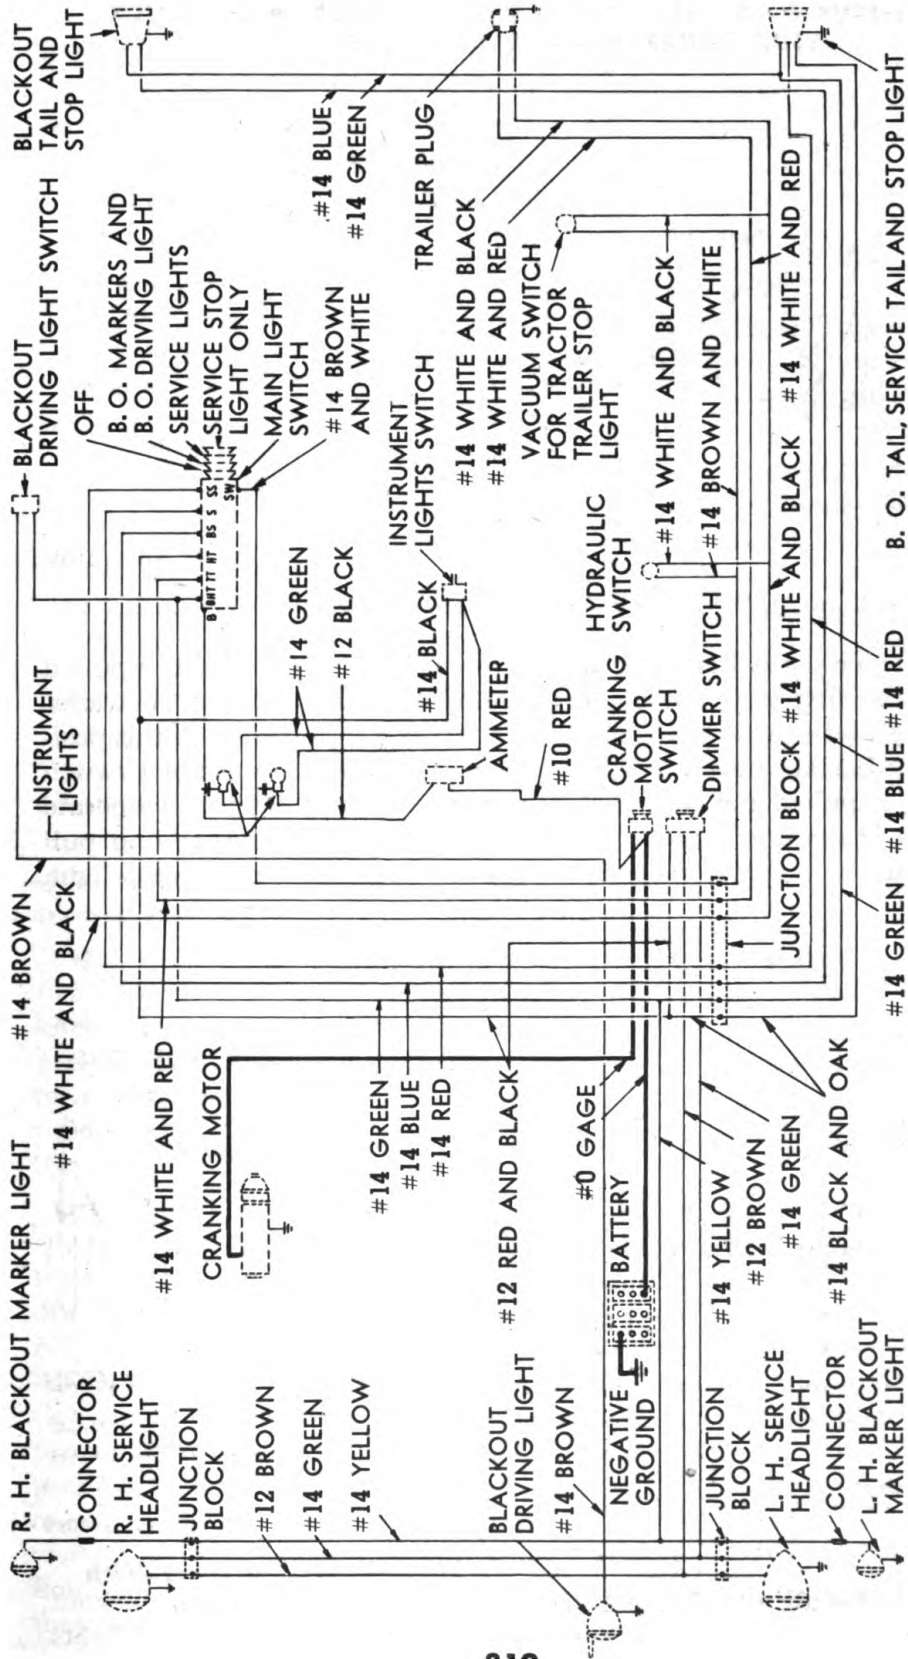 R. H. BLACKOUT MARKER LIGHT
CONNECTOR
R. H. SERVICE
HEADLIGHT
JUNCTION
BLOCK
#12 BROWN
#14 GREEN
#14 YELLOW
BLACKOUT
DRIVING LIGHT
#14 BROWN
NEGATIVE
GROUND
BATTERY
JUNCTION
BLOCK
L. H. SERVICE
HEADLIGHT
CONNECTOR
L. H. BLACKOUT
MARKER LIGHT
#14 BROWN
#14 WHITE AND BLACK
#14 WHITE AND RED
CRANKING MOTOR
#14 GREEN
#14 BLUE
#14 RED
#12 RED AND BLACK
#0 GAGE
#14 YELLOW
#12 BROWN
#14 GREEN
#14 BLACK AND OAK
INSTRUMENT
LIGHTS
BLACKOUT
DRIVING LIGHT SWITCH
OFF
B. O. MARKERS AND
B. O. DRIVING LIGHT
SERVICE LIGHTS
SERVICE STOP
LIGHT ONLY
MAIN LIGHT
SWITCH
#14 BROWN
AND WHITE
B BHT TT HT BS S SS
SW
#14 GREEN
#12 BLACK
INSTRUMENT
LIGHTS SWITCH
#14 BLACK
AMMETER
#10 RED
CRANKING
MOTOR
SWITCH
HYDRAULIC
SWITCH
DIMMER SWITCH
JUNCTION BLOCK
BLACKOUT
TAIL AND
STOP LIGHT
#14 BLUE
#14 GREEN
TRAILER PLUG
#14 WHITE AND BLACK
#14 WHITE AND RED
VACUUM SWITCH
FOR TRACTOR
TRAILER STOP
LIGHT
#14 WHITE AND BLACK
#14 BROWN AND WHITE
#14 WHITE AND BLACK
#14 WHITE AND RED
#14 GREEN
#14 BLUE
#14 RED
B. O. TAIL, SERVICE TAIL AND STOP LIGHT